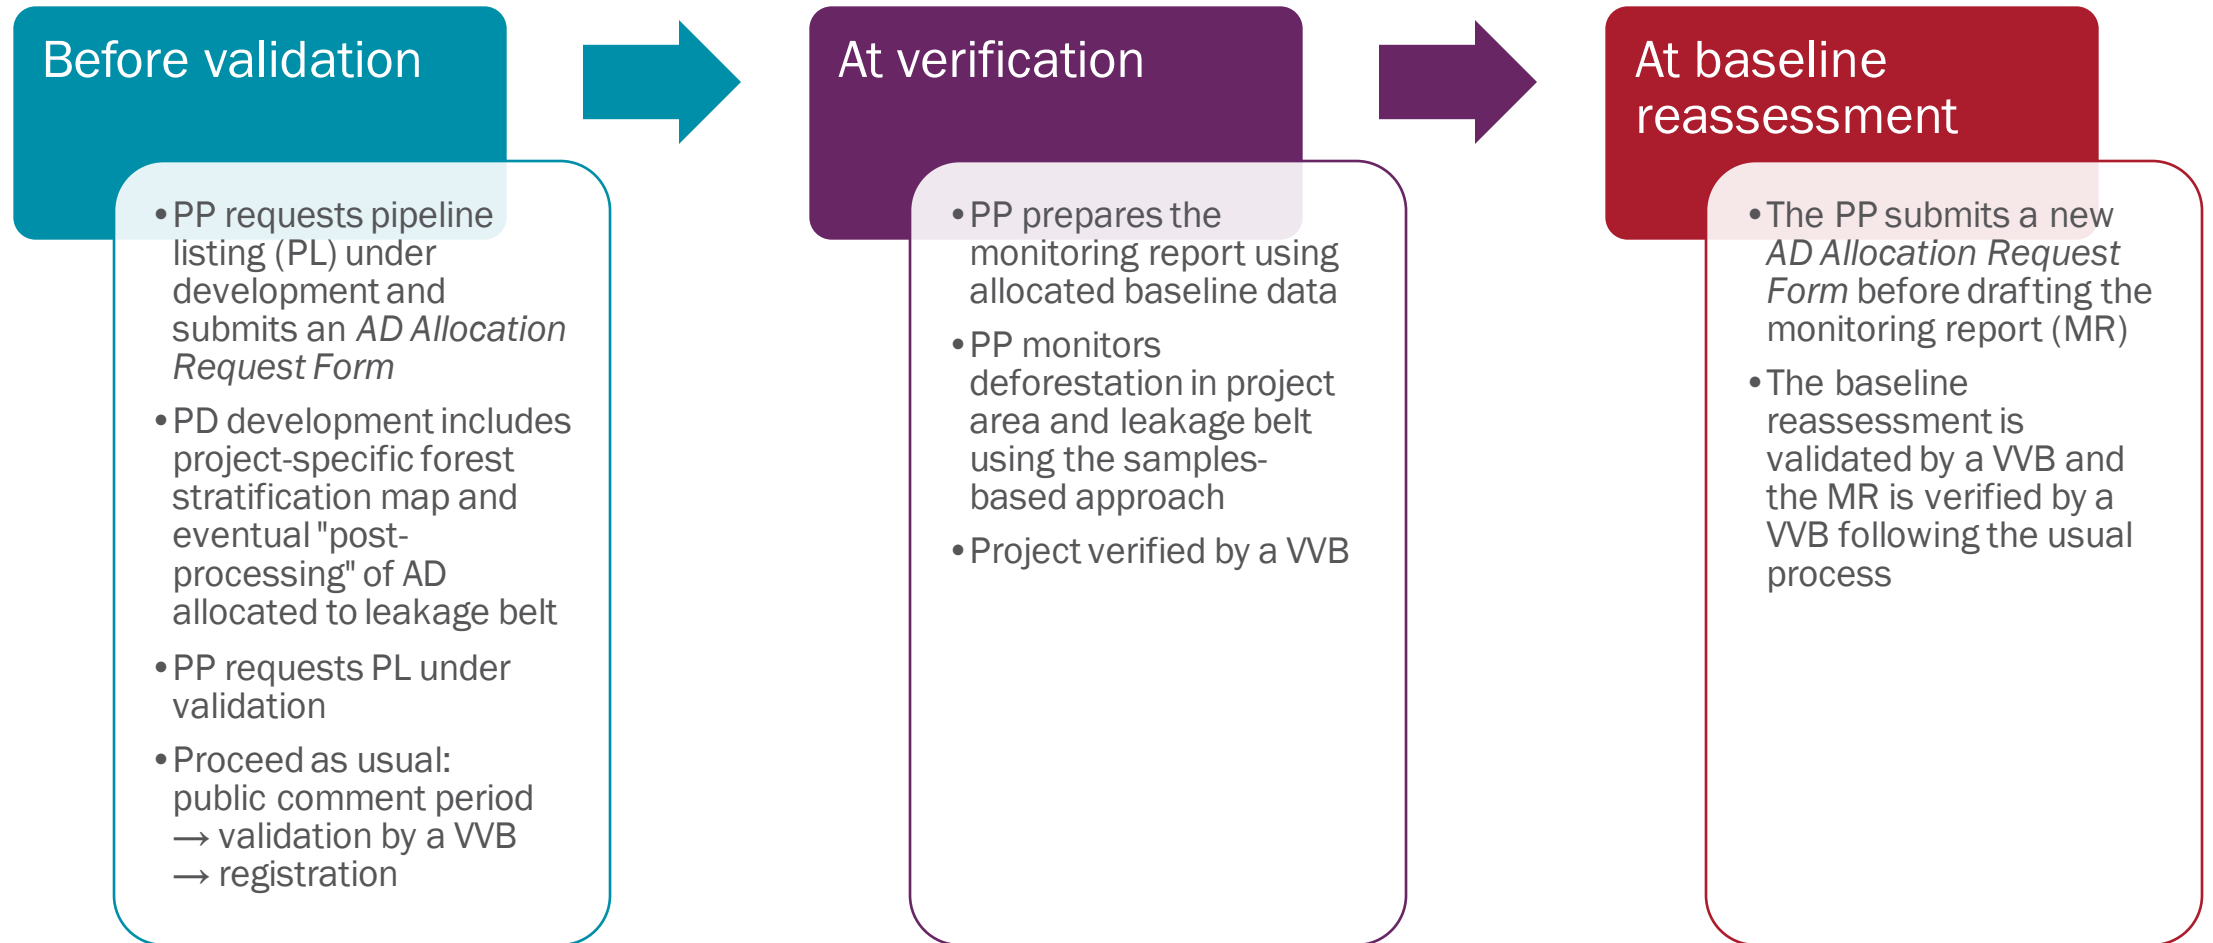 Before validation
•PP requests pipeline
listing (PL) under
development and
submits an AD Allocation
Request Form
•PD development includes
project-specific forest
stratification map and
eventual "post-
processing" of AD
allocated to leakage belt
•PP requests PL under
validation
•Proceed as usual:
public comment period
→ validation by a VVB
→ registration
At verification
•PP prepares the
monitoring report using
allocated baseline data
•PP monitors
deforestation in project
area and leakage belt
using the samples-
based approach
•Project verified by a VVB
At baseline
reassessment
•The PP submits a new
AD Allocation Request
Form before drafting the
monitoring report (MR)
•The baseline
reassessment is
validated by a VVB and
the MR is verified by a
VVB following the usual
process